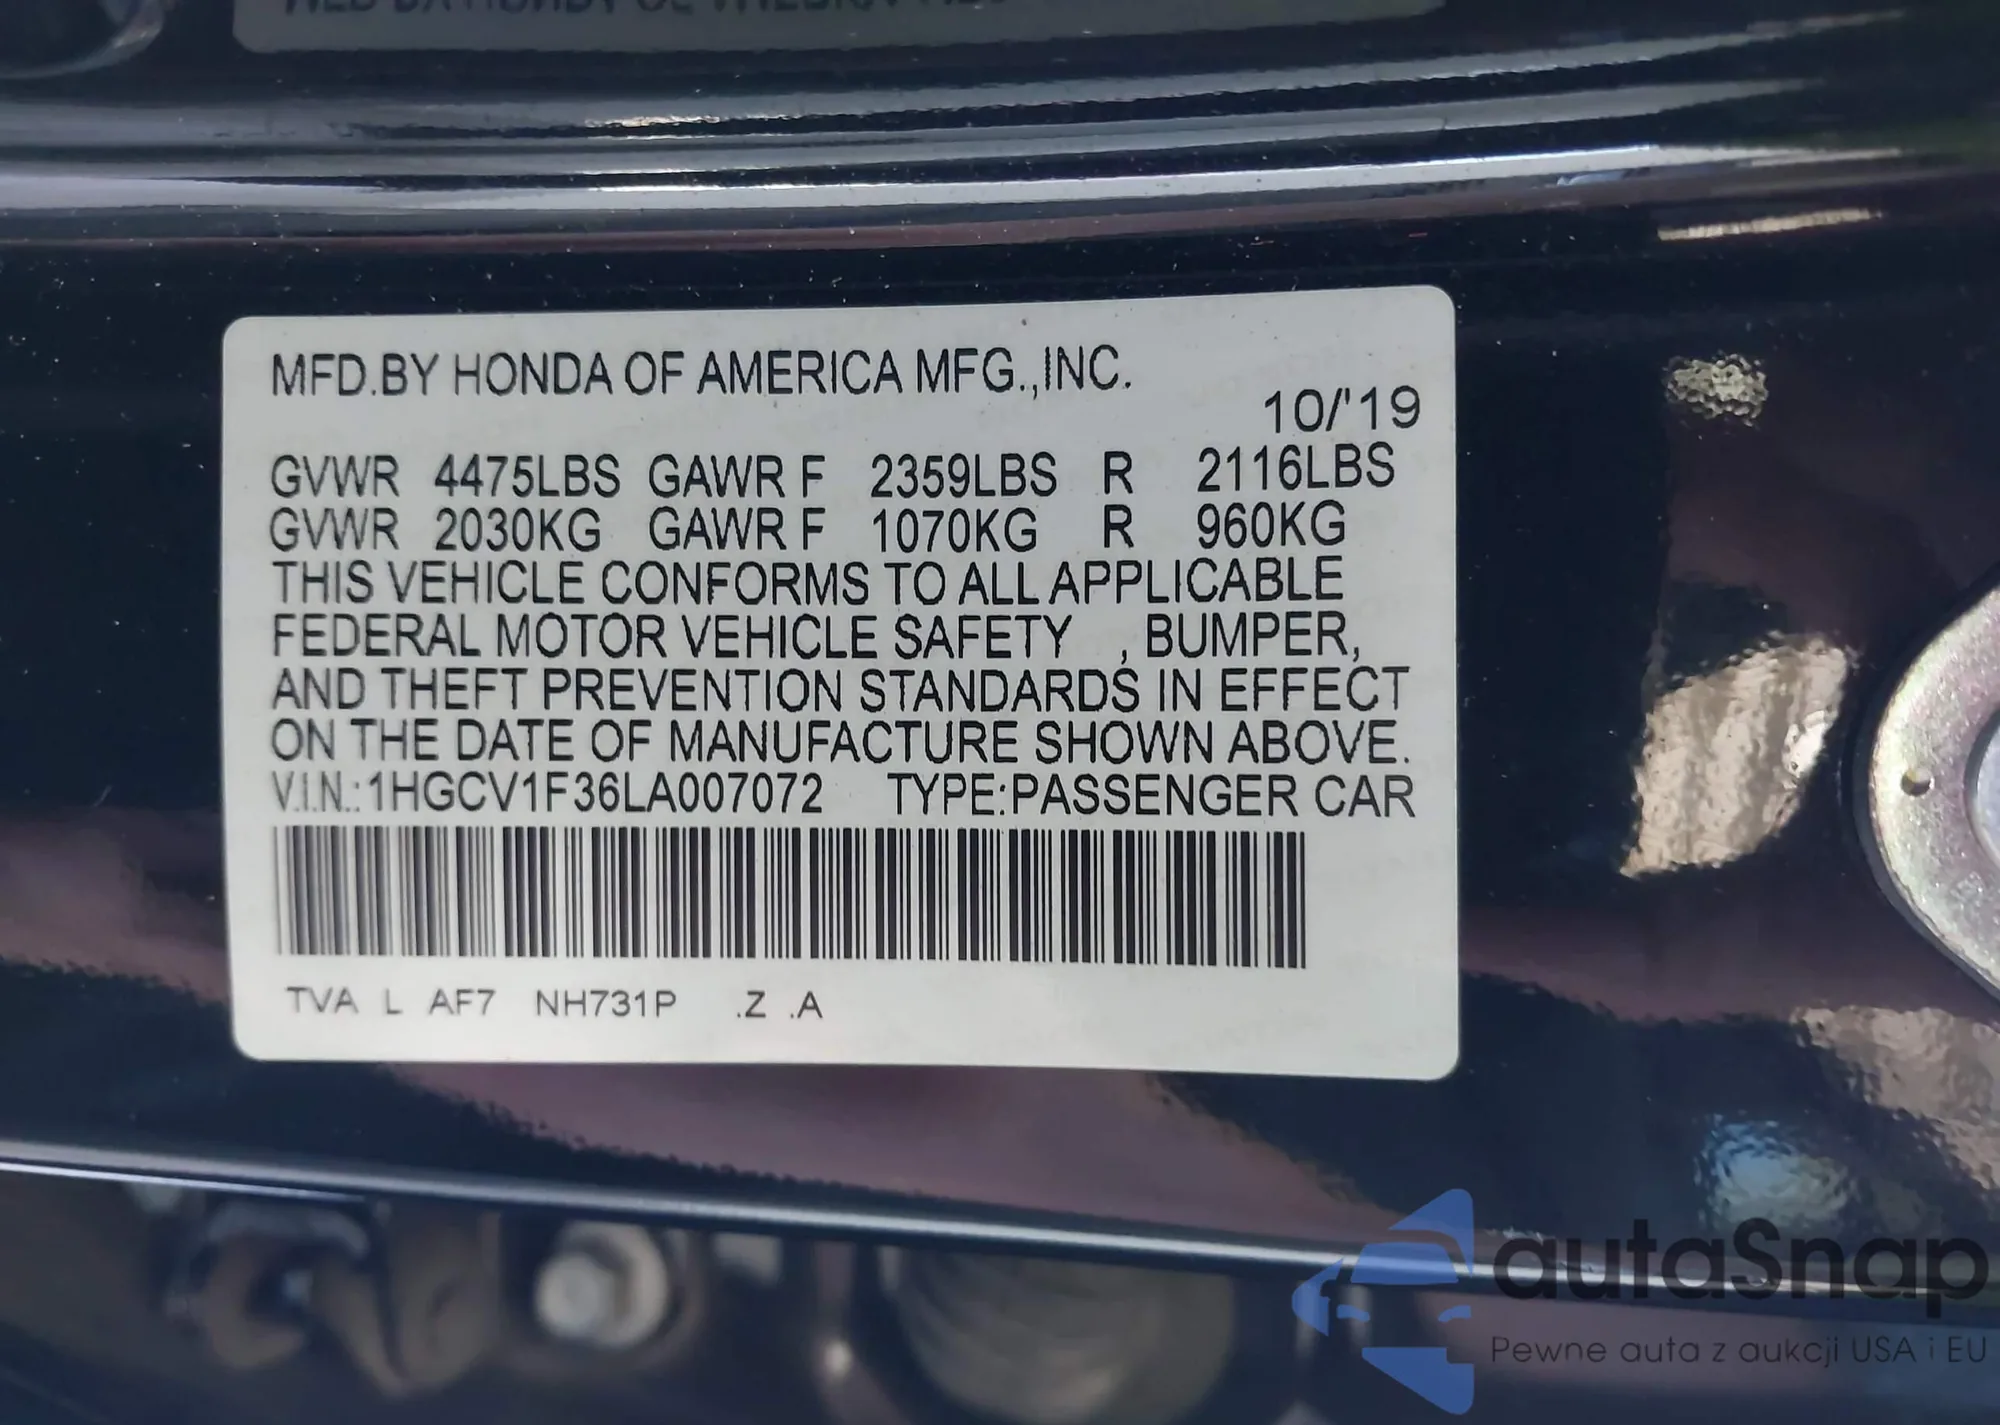 MFD.BY HONDA OF AMERICA MFG.,INC.
10/'19
GVWR 4475LBS GAWR F 2359LBS R 2116LBS
GVWR 2030KG GAWR F 1070KG R 960KG
THIS VEHICLE CONFORMS TO ALL APPLICABLE
FEDERAL MOTOR VEHICLE SAFETY , BUMPER,
AND THEFT PREVENTION STANDARDS IN EFFECT
ON THE DATE OF MANUFACTURE SHOWN ABOVE.
V.I.N.:1HGCV1F36LA007072 TYPE:PASSENGER CAR
TVA L AF7 NH731P .Z .A
autaSnap
Pewne auta z aukcji USA i EU